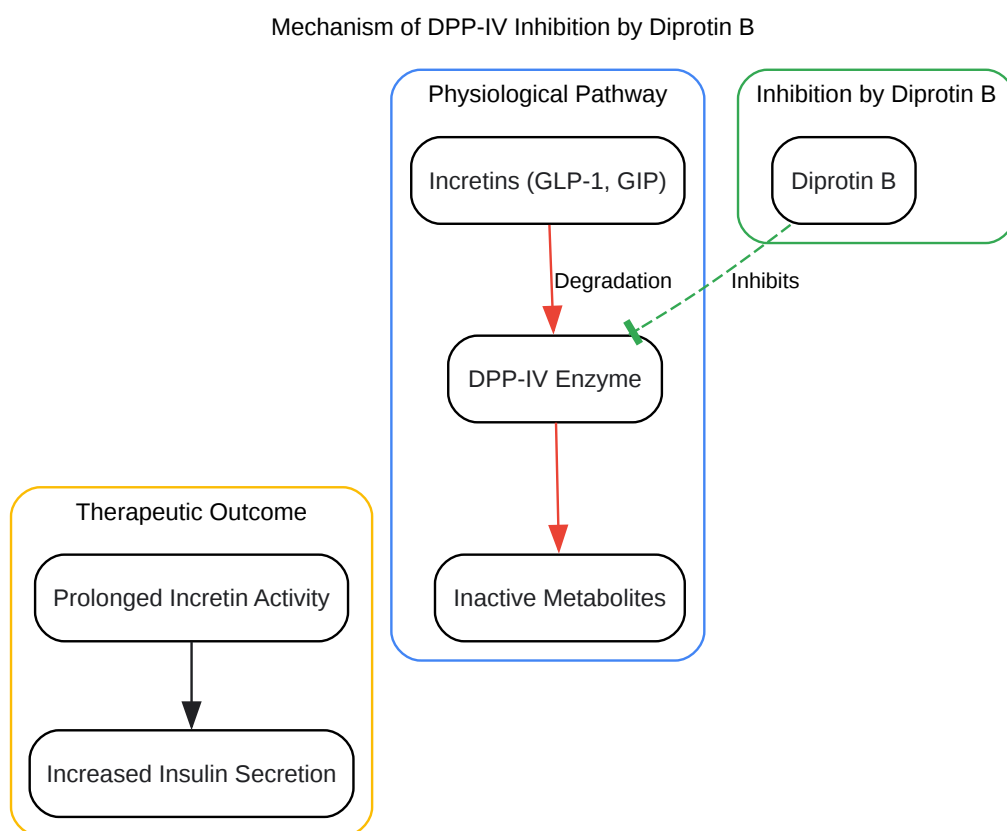 Mechanism of DPP-IV Inhibition by Diprotin B
Physiological Pathway
Inhibition by Diprotin B
Incretins (GLP-1, GIP)
Diprotin B
Degradation
Inhibits
DPP-IV Enzyme
Therapeutic Outcome
Prolonged Incretin Activity
Inactive Metabolites
Increased Insulin Secretion